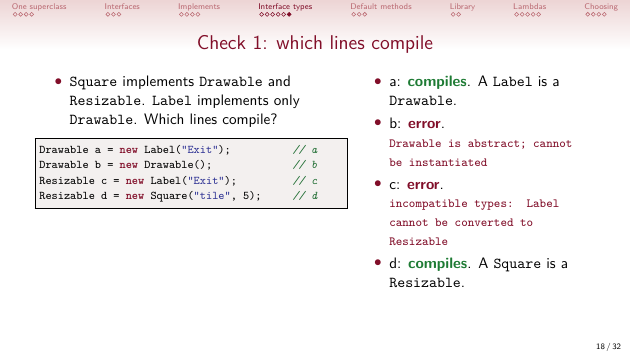 One superclass
Interfaces
Implements
Interface types
Default methods
Library
Lambdas
Choosing
Check 1: which lines compile
• Square implements Drawable and
Resizable. Label implements only
Drawable. Which lines compile?
Drawable a = new Label("Exit"); // a
Drawable b = new Drawable(); // b
Resizable c = new Label("Exit"); // c
Resizable d = new Square("tile", 5); // d
• a: compiles. A Label is a
Drawable.
• b: error.
Drawable is abstract; cannot
be instantiated
• c: error.
incompatible types: Label
cannot be converted to
Resizable
• d: compiles. A Square is a
Resizable.
18 / 32